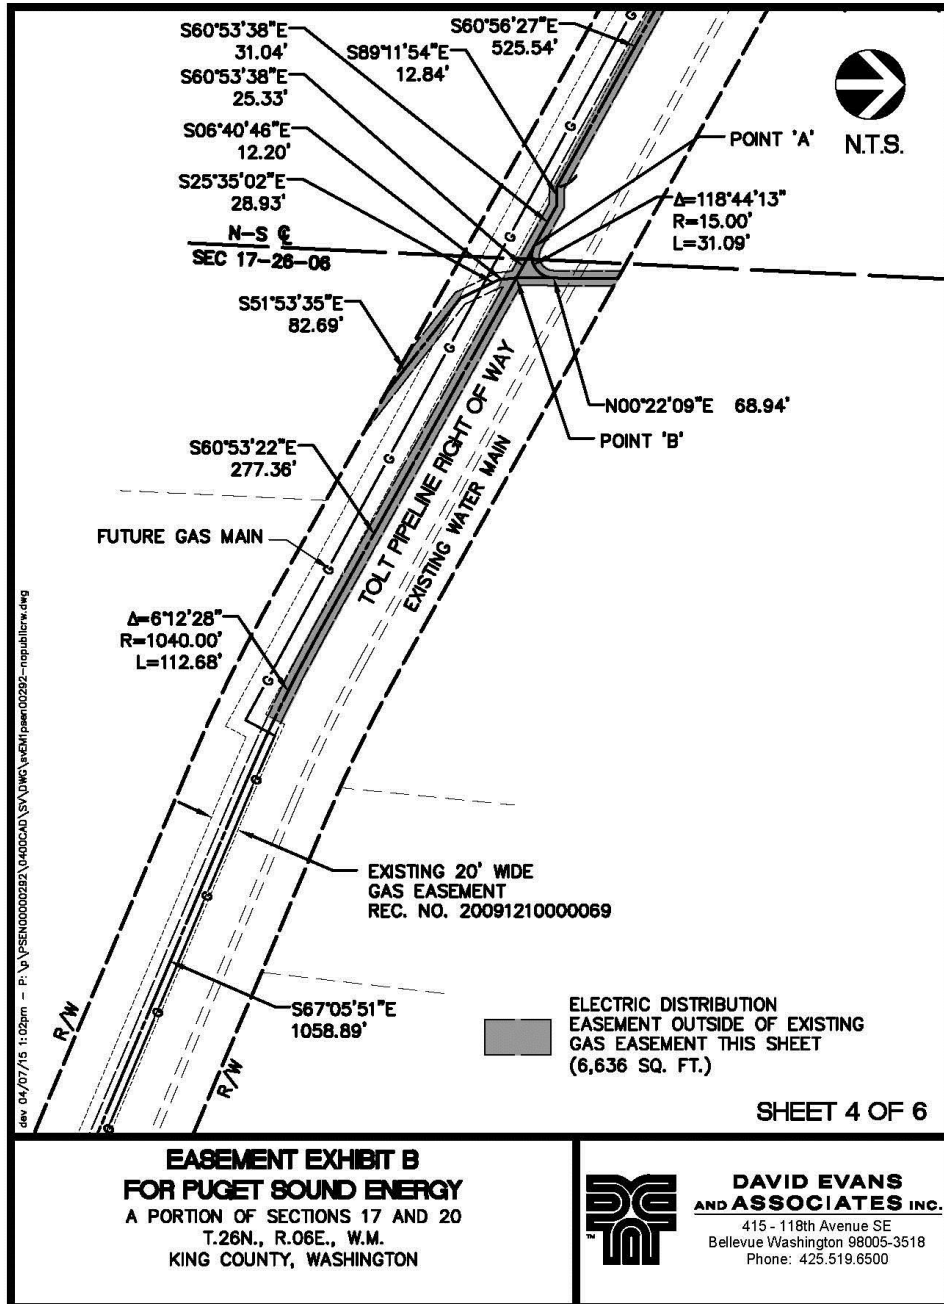 S60°53'38"E
31.04'
S60°53'38"E
25.33'
S06°40'46"E
12.20'
S25°35'02"E
28.93'
N-S ℄
SEC 17-26-06
S51°53'35"E
82.69'
S60°56'27"E
525.54'
S89°11'54"E
12.84'
POINT 'A'
N.T.S.
Δ=118°44'13"
R=15.00'
L=31.09'
N00°22'09"E 68.94'
POINT 'B'
S60°53'22"E
277.36'
TOLT PIPELINE RIGHT OF WAY
EXISTING WATER MAIN
FUTURE GAS MAIN
Δ=6°12'28"
R=1040.00'
L=112.68'
G
G
G
G
G
G
G
G
G
G
EXISTING 20' WIDE
GAS EASEMENT
REC. NO. 20091210000069
S67°05'51"E
1058.89'
R/W
R/W
ELECTRIC DISTRIBUTION
EASEMENT OUTSIDE OF EXISTING
GAS EASEMENT THIS SHEET
(6,636 SQ. FT.)
SHEET 4 OF 6
dev 04/07/15 1:02pm - P:\p\PSEN00000292\0400CAD\SV\DWG\svEM1psen00292-nopublicrw.dwg
EASEMENT EXHIBIT B
FOR PUGET SOUND ENERGY
A PORTION OF SECTIONS 17 AND 20
T.26N., R.06E., W.M.
KING COUNTY, WASHINGTON
TM
DAVID EVANS
AND ASSOCIATES INC.
415 - 118th Avenue SE
Bellevue Washington 98005-3518
Phone: 425.519.6500